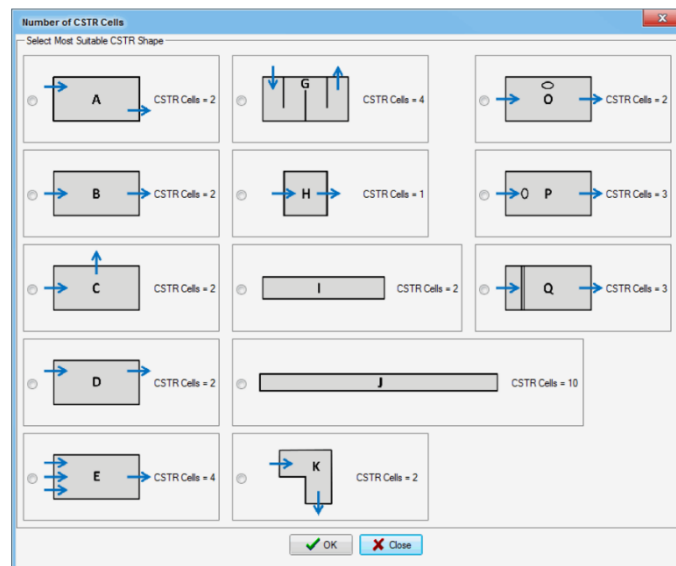 Number of CSTR Cells
x
Select Most Suitable CSTR Shape
A CSTR Cells = 2
G CSTR Cells = 4
O CSTR Cells = 2
B CSTR Cells = 2
H CSTR Cells = 1
P CSTR Cells = 3
C CSTR Cells = 2
I CSTR Cells = 2
Q CSTR Cells = 3
D CSTR Cells = 2
J CSTR Cells = 10
E CSTR Cells = 4
K CSTR Cells = 2
OK
Close